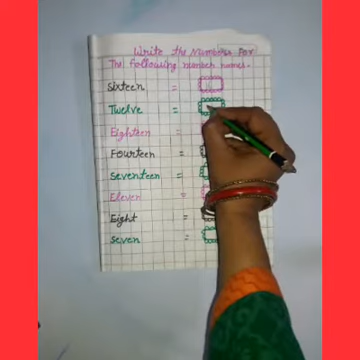 Write the Numbers For
The following number names.
Sixteen =
Twelve =
Eighteen =
Fourteen =
Seventeen =
Eleven =
Eight =
Seven =